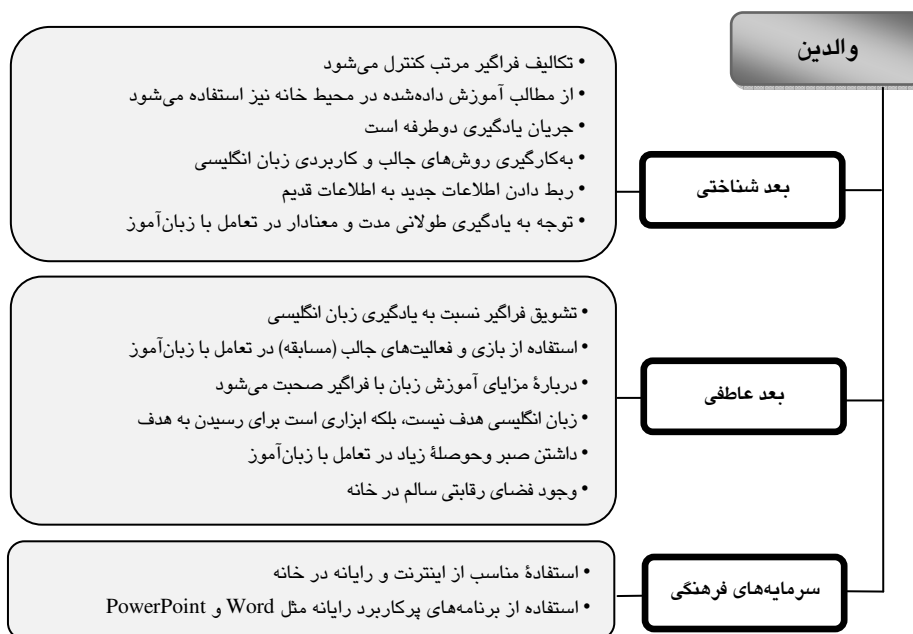 والدین
بعد شناختی
• تکالیف فراگیر مرتب کنترل می‌شود
• از مطالب آموزش داده‌شده در محیط خانه نیز استفاده می‌شود
• جریان یادگیری دوطرفه است
• به‌کارگیری روش‌های جالب و کاربردی زبان انگلیسی
• ربط دادن اطلاعات جدید به اطلاعات قدیم
• توجه به یادگیری طولانی مدت و معنادار در تعامل با زبان‌آموز
بعد عاطفی
• تشویق فراگیر نسبت به یادگیری زبان انگلیسی
• استفاده از بازی و فعالیت‌های جالب (مسابقه) در تعامل با زبان‌آموز
• دربارۀ مزایای آموزش زبان با فراگیر صحبت می‌شود
• زبان انگلیسی هدف نیست، بلکه ابزاری است برای رسیدن به هدف
• داشتن صبر وحوصلۀ زیاد در تعامل با زبان‌آموز
• وجود فضای رقابتی سالم در خانه
سرمایه‌های فرهنگی
• استفادۀ مناسب از اینترنت و رایانه در خانه
• استفاده از برنامه‌های پرکاربرد رایانه مثل Word و PowerPoint